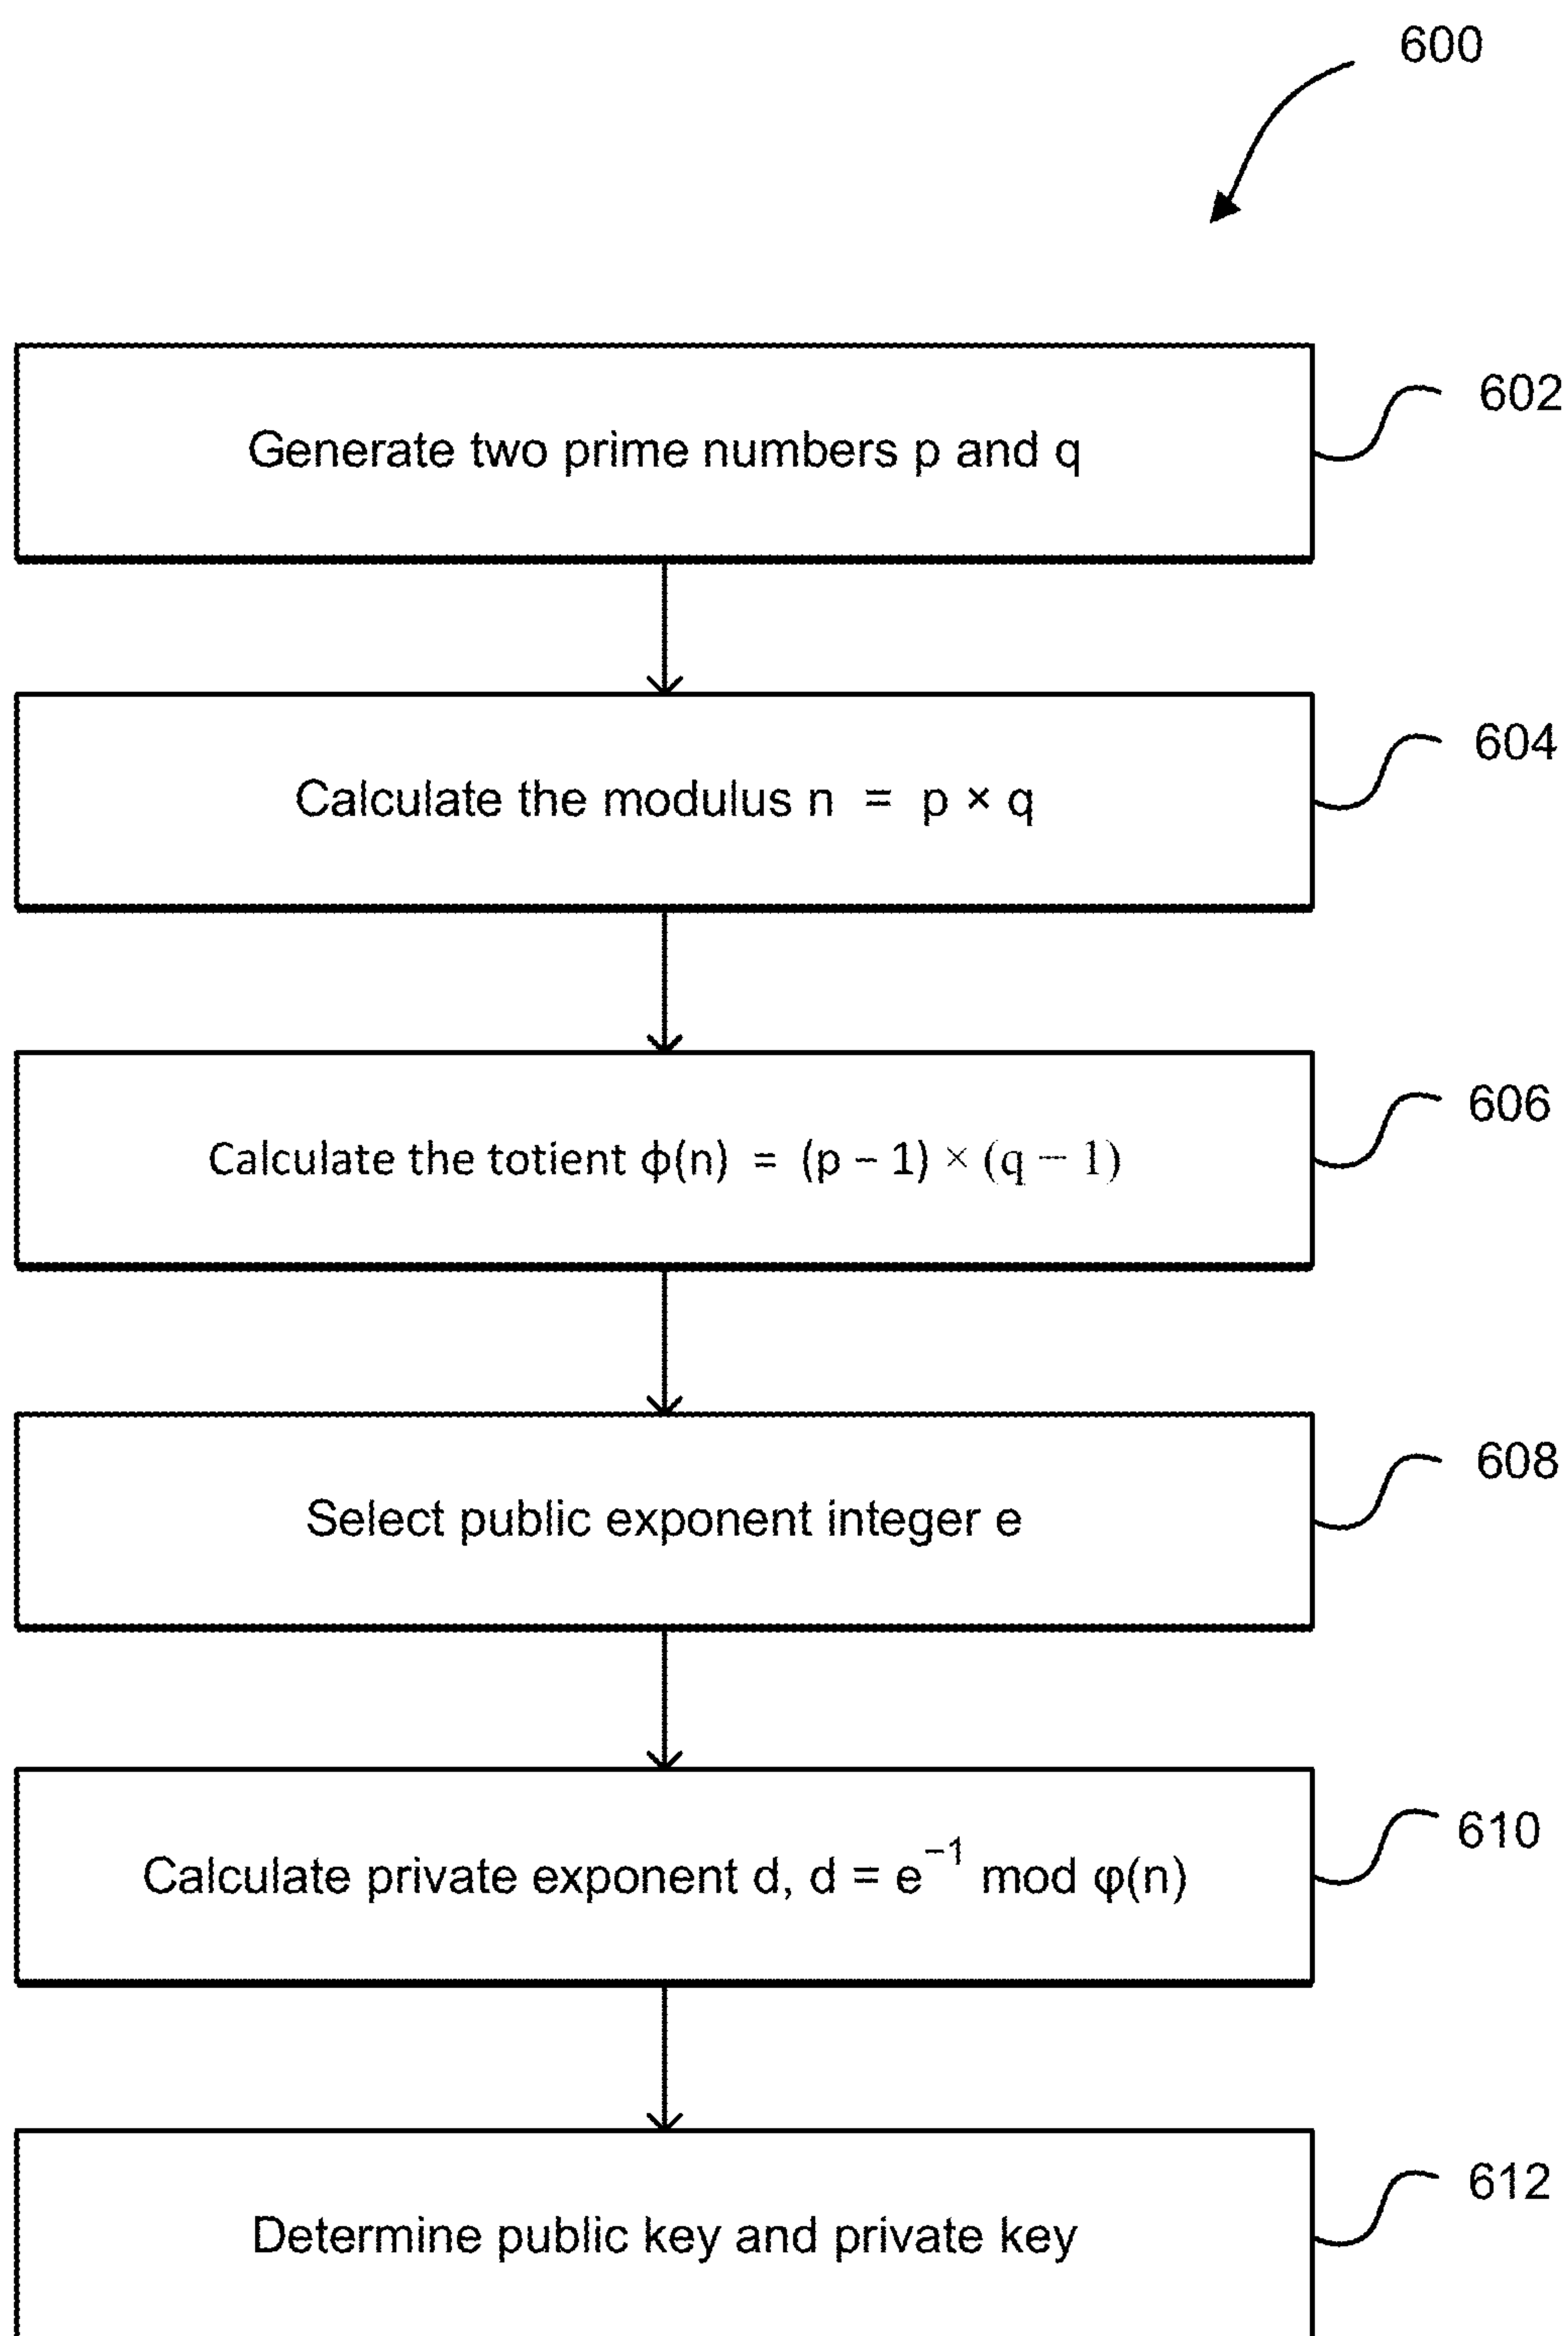 600
Generate two prime numbers p and q
602
Calculate the modulus n = p × q
604
Calculate the totient ϕ(n) = (p − 1) × (q − 1)
606
Select public exponent integer e
608
Calculate private exponent d, d = e⁻¹ mod φ(n)
610
Determine public key and private key
612